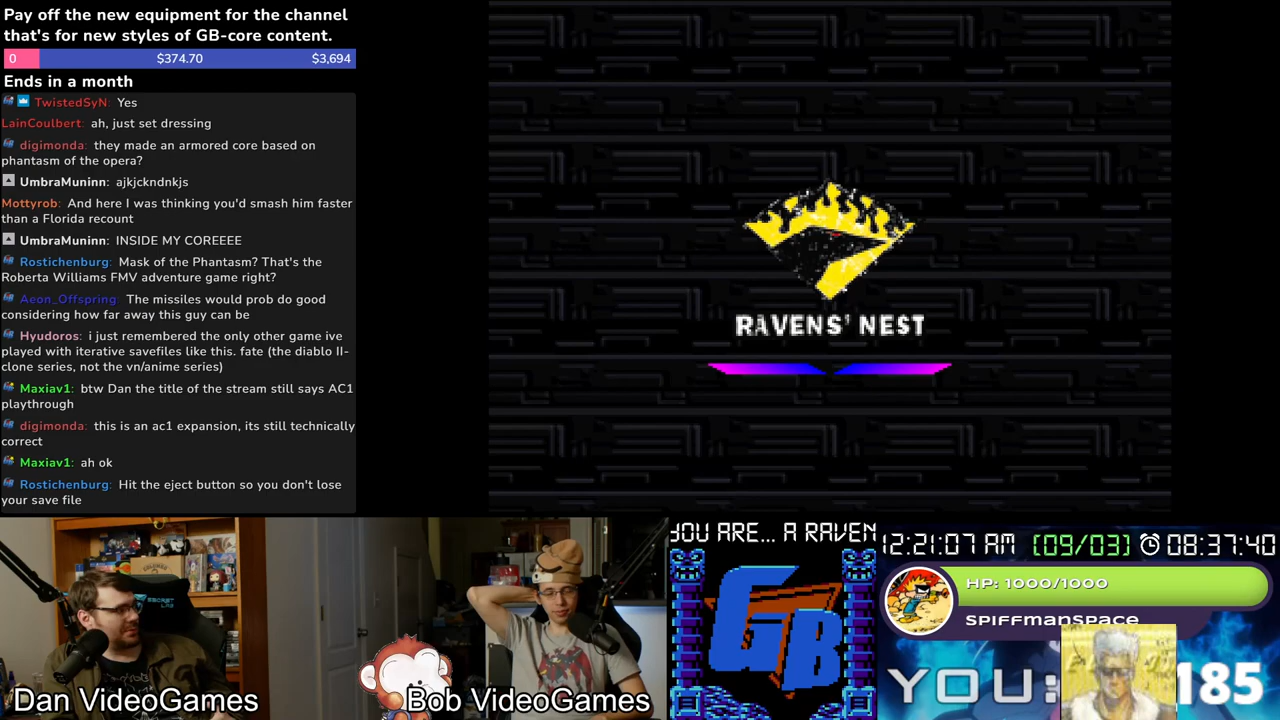 Pay off the new equipment for the channel
that's for new styles of GB-core content.
0 $374.70 $3,694
Ends in a month
TwistedSyN: Yes
LainCoulbert: ah, just set dressing
digimonda: they made an armored core based on
phantasm of the opera?
UmbraMuninn: ajkjckndnkjs
Mottyrob: And here I was thinking you'd smash him faster
than a Florida recount
UmbraMuninn: INSIDE MY COREEEE
Rostichenburg: Mask of the Phantasm? That's the
Roberta Williams FMV adventure game right?
Aeon_Offspring: The missiles would prob do good
considering how far away this guy can be
Hyudoros: i just remembered the only other game ive
played with iterative savefiles like this. fate (the diablo II-
clone series, not the vn/anime series)
Maxiav1: btw Dan the title of the stream still says AC1
playthrough
digimonda: this is an ac1 expansion, its still technically
correct
Maxiav1: ah ok
Rostichenburg: Hit the eject button so you don't lose
your save file
RAVENS' NEST
Dan VideoGames
Bob VideoGames
YOU ARE... A RAVEN
GB
12:21:07 AM [09/03] 08:37:40
HP: 1000/1000
SPIFFMANSPACE
YOU: 185